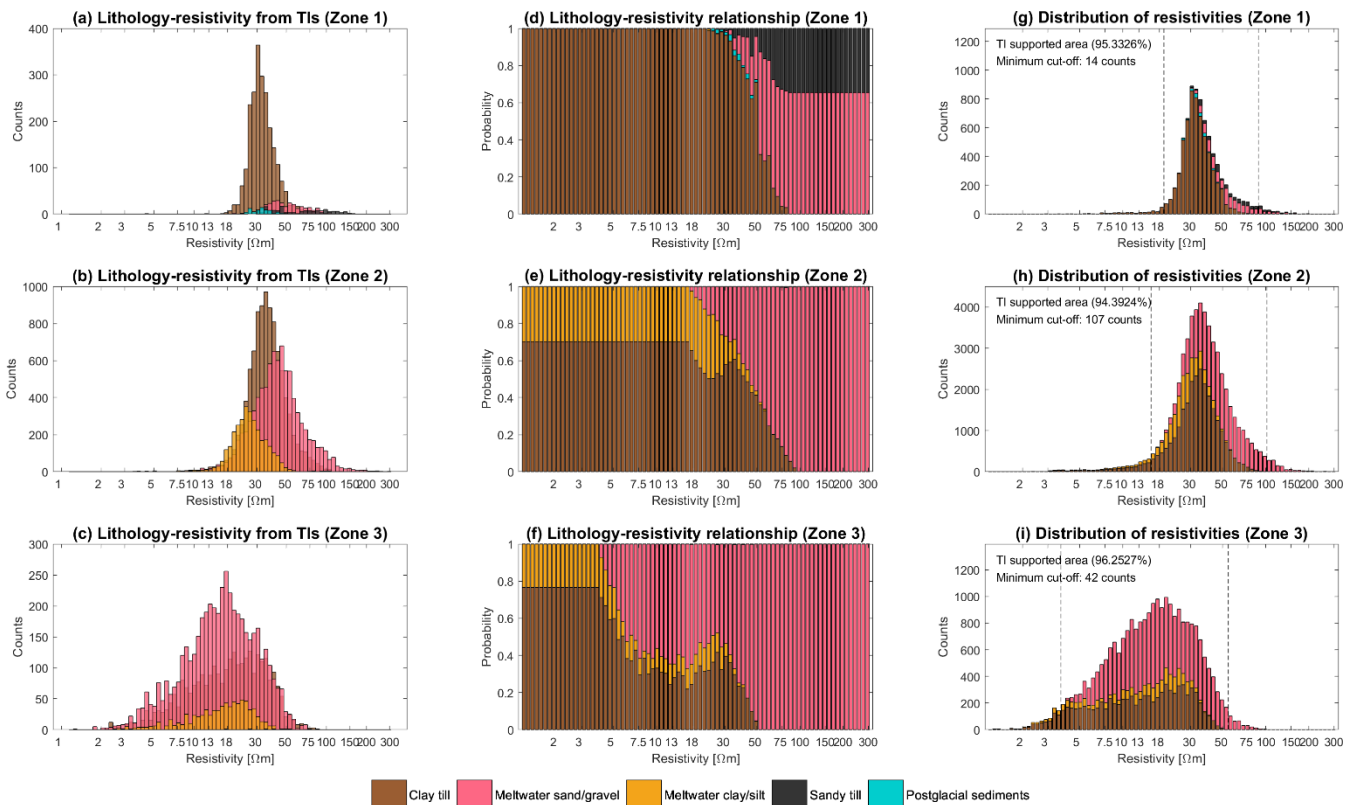 (a) Lithology-resistivity from TIs (Zone 1)
400
300
200
100
0
Counts
1 2 3 5 7.5 10 13 18 30 50 75 100 150 200 300
Resistivity [Ωm]
(d) Lithology-resistivity relationship (Zone 1)
1
0.8
0.6
0.4
0.2
0
Probability
2 3 5 7.5 10 13 18 30 50 75 100 150 200 300
Resistivity [Ωm]
(g) Distribution of resistivities (Zone 1)
TI supported area (95.3326%)
Minimum cut-off: 14 counts
1200
1000
800
600
400
200
0
Counts
2 3 5 7.5 10 13 18 30 50 75 100 150 200 300
Resistivity [Ωm]
(b) Lithology-resistivity from TIs (Zone 2)
1000
800
600
400
200
0
Counts
1 2 3 5 7.5 10 13 18 30 50 75 100 150 200 300
Resistivity [Ωm]
(e) Lithology-resistivity relationship (Zone 2)
1
0.8
0.6
0.4
0.2
0
Probability
2 3 5 7.5 10 13 18 30 50 75 100 150 200 300
Resistivity [Ωm]
(h) Distribution of resistivities (Zone 2)
TI supported area (94.3924%)
Minimum cut-off: 107 counts
4000
3000
2000
1000
0
Counts
2 3 5 7.5 10 13 18 30 50 75 100 150 200 300
Resistivity [Ωm]
(c) Lithology-resistivity from TIs (Zone 3)
300
250
200
150
100
50
0
Counts
1 2 3 5 7.5 10 13 18 30 50 75 100 150 200 300
Resistivity [Ωm]
(f) Lithology-resistivity relationship (Zone 3)
1
0.8
0.6
0.4
0.2
0
Probability
2 3 5 7.5 10 13 18 30 50 75 100 150 200 300
Resistivity [Ωm]
(i) Distribution of resistivities (Zone 3)
TI supported area (96.2527%)
Minimum cut-off: 42 counts
1200
1000
800
600
400
200
0
Counts
2 3 5 7.5 10 13 18 30 50 75 100 150 200 300
Resistivity [Ωm]
Clay till Meltwater sand/gravel Meltwater clay/silt Sandy till Postglacial sediments